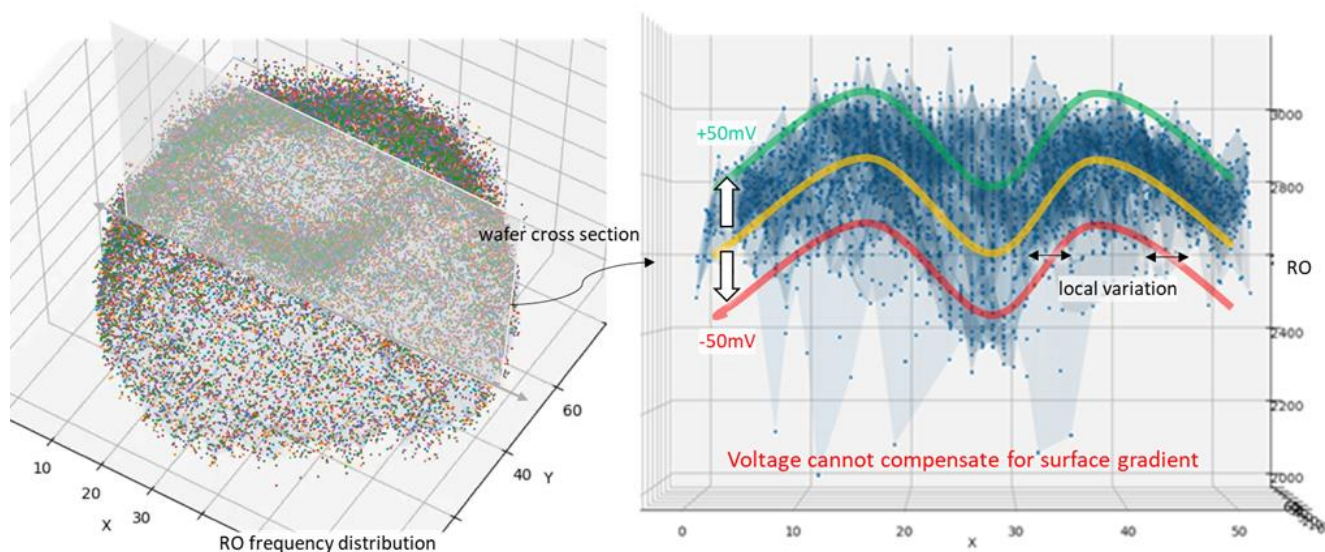 wafer cross section
10
20
30
X
40
60
Y
RO frequency distribution
+50mV
-50mV
local variation
Voltage cannot compensate for surface gradient
3000
2800
RO
2400
2200
2000
0
10
20
30
40
50
X